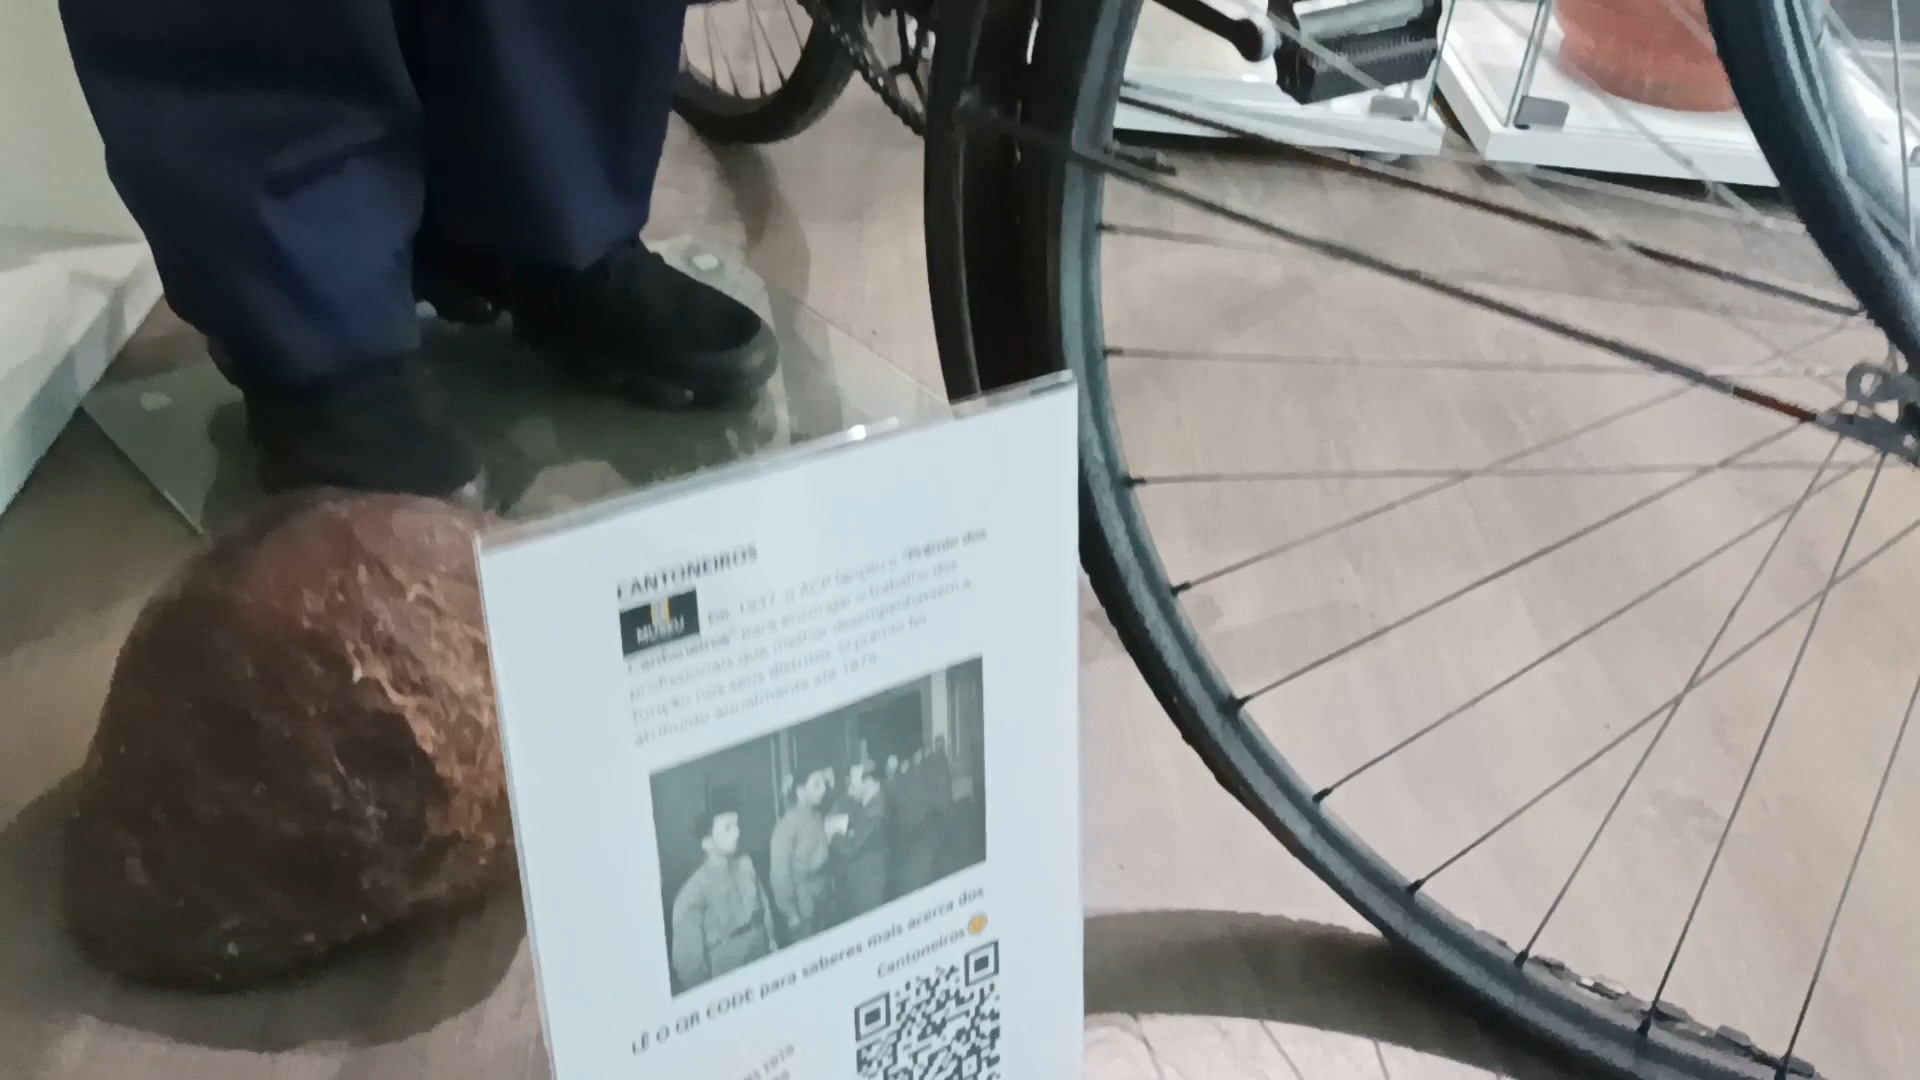 CANTONEIROS
MUSEU
Em 1937, o ACP lançou o "Prémio dos
Cantoneiros" para encorajar o trabalho dos
profissionais que melhor desempenhassem a
função nos seus distritos. O prémio foi
atribuído anualmente até 1979.
LÊ O QR CODE para saberes mais acerca dos
Cantoneiros